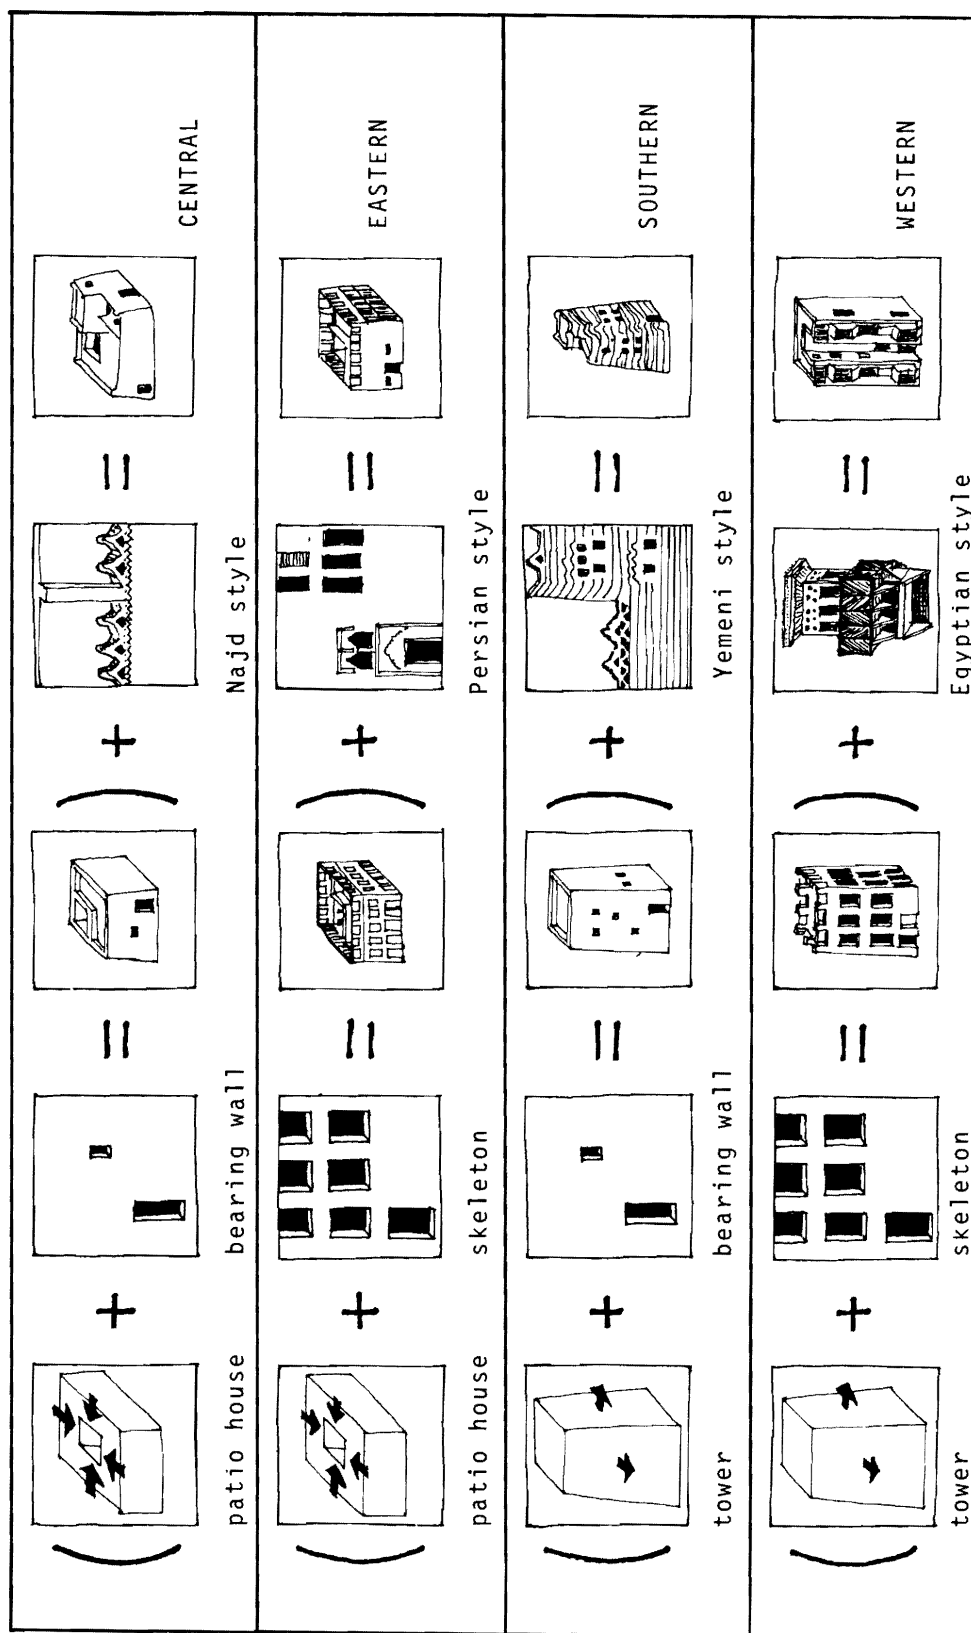 patio house
bearing wall
Najd style
CENTRAL
patio house
skeleton
Persian style
EASTERN
tower
bearing wall
Yemeni style
SOUTHERN
tower
skeleton
Egyptian style
WESTERN